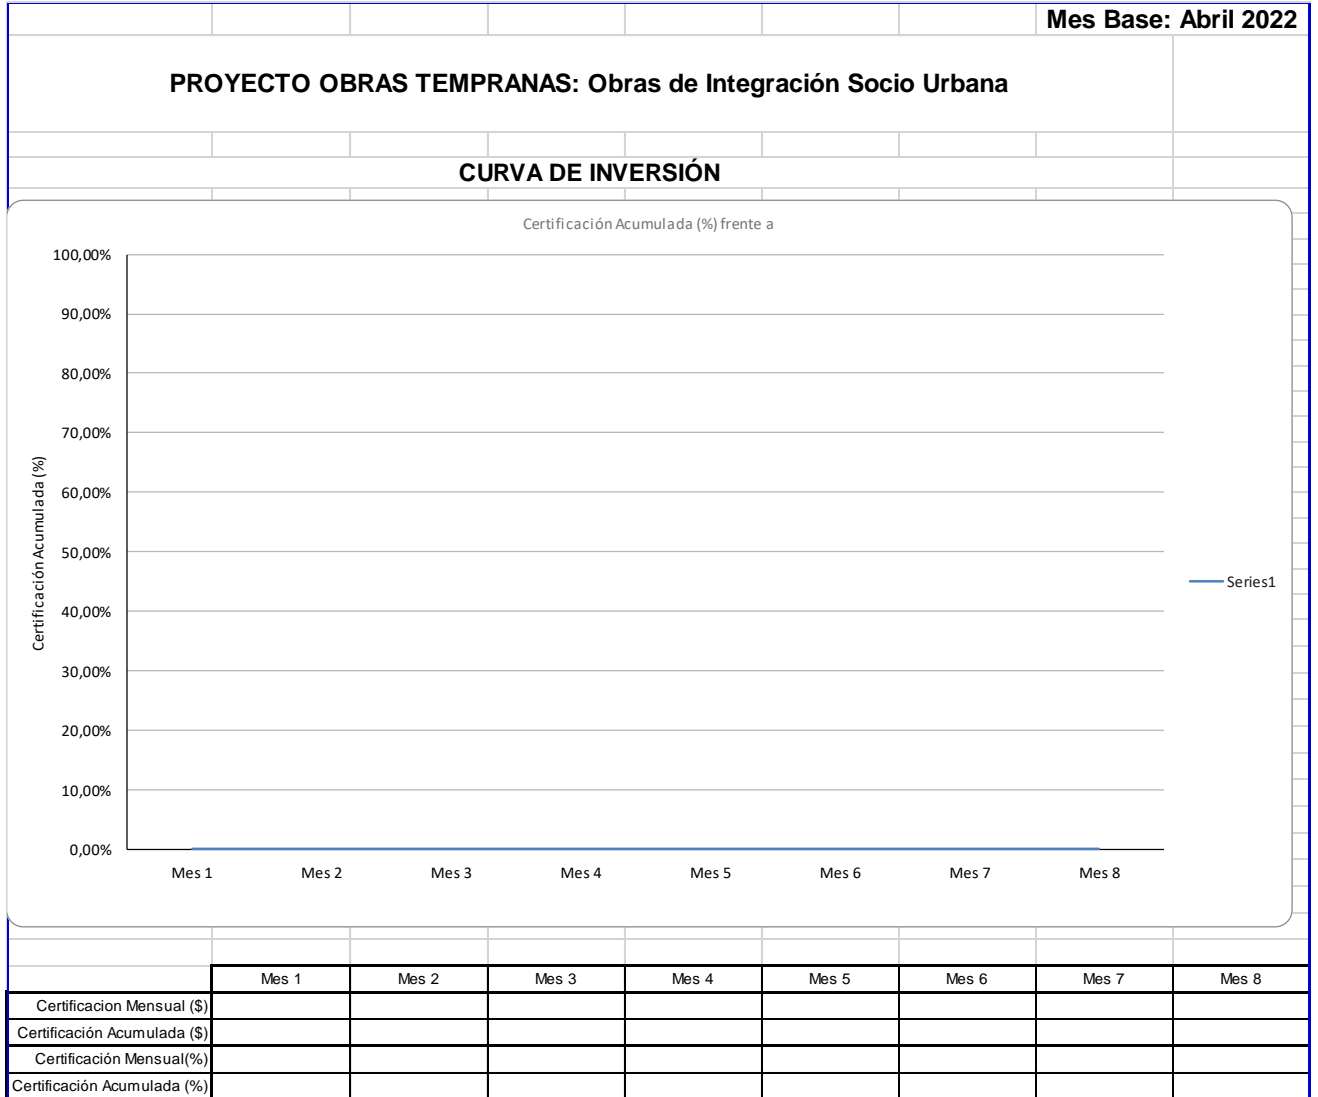 Mes Base: Abril 2022
PROYECTO OBRAS TEMPRANAS: Obras de Integración Socio Urbana
CURVA DE INVERSIÓN
Certificación Acumulada (%) frente a
100,00%
90,00%
80,00%
70,00%
60,00%
50,00%
40,00%
30,00%
20,00%
10,00%
0,00%
Certificación Acumulada (%)
Mes 1 Mes 2 Mes 3 Mes 4 Mes 5 Mes 6 Mes 7 Mes 8
Series1
Mes 1 Mes 2 Mes 3 Mes 4 Mes 5 Mes 6 Mes 7 Mes 8
Certificacion Mensual ($)
Certificación Acumulada ($)
Certificación Mensual(%)
Certificación Acumulada (%)